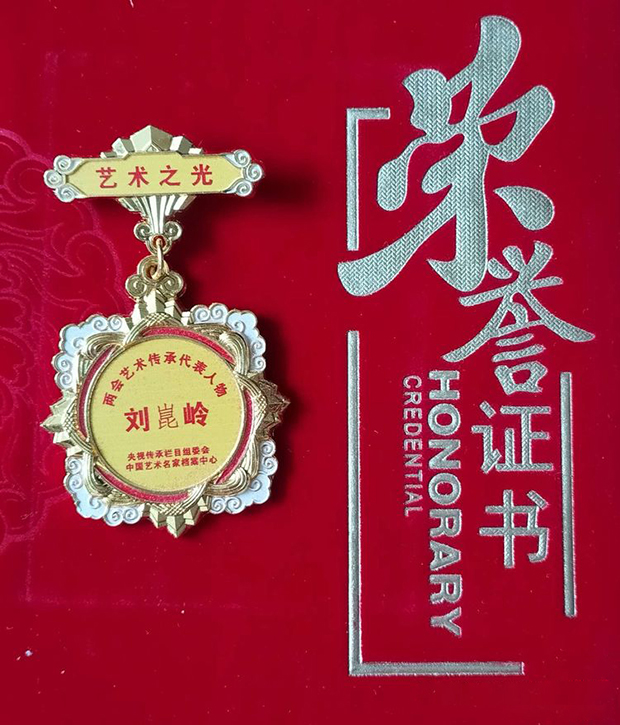 艺术之光
两会艺术传承代表人物
刘崑岭
央视传承栏目组委会
中国艺术名家档案中心
荣誉证书
HONORARY
CREDENTIAL